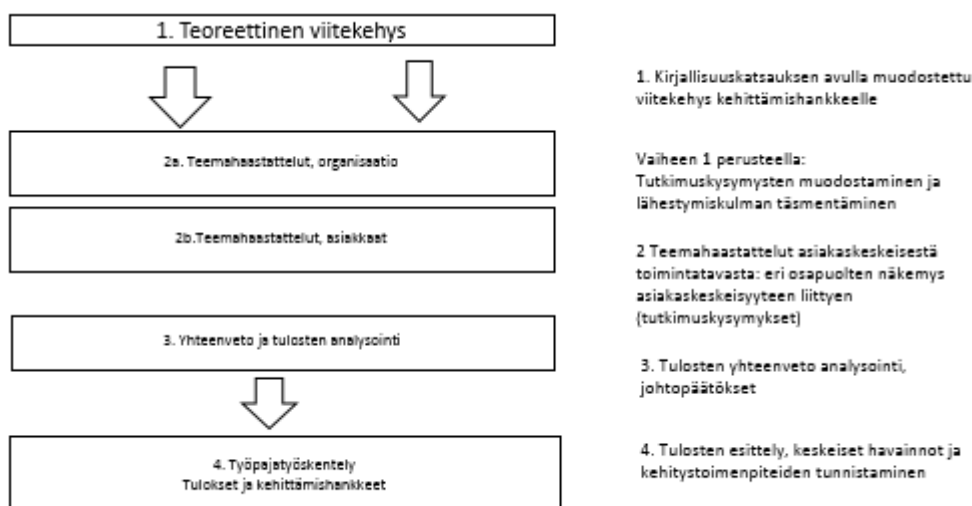 1. Teoreettinen viitekehys
2a. Teemahaastattelut, organisaatio
2b.Teemahaastattelut, asiakkaat
3. Yhteenveto ja tulosten analysointi
4. Työpajatyöskentely
Tulokset ja kehittämishankkeet
1. Kirjallisuuskatsauksen avulla muodostettu
viitekehys kehittämishankkeelle
Vaiheen 1 perusteella:
Tutkimuskysymysten muodostaminen ja
lähestymiskulman täsmentäminen
2 Teemahaastattelut asiakaskeskeisestä
toimintatavasta: eri osapuolten näkemys
asiakaskeskeisyyteen liittyen
(tutkimuskysymykset)
3. Tulosten yhteenveto analysointi,
johtopäätökset
4. Tulosten esittely, keskeiset havainnot ja
kehitystoimenpiteiden tunnistaminen